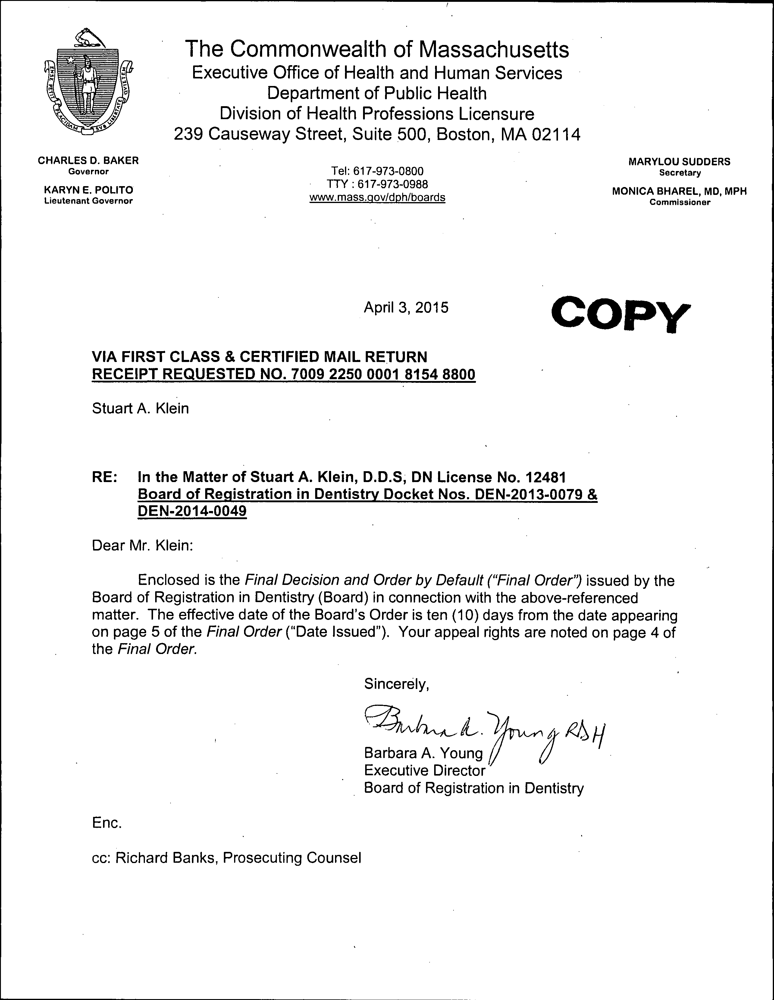 The Commonwealth of Massachusetts
Executive Office of Health and Human Services
Department of Public Health
Division of Health Professions Licensure
239 Causeway Street, Suite 500, Boston, MA 02114
ENSE PETIT PLACIDAM SVB LIBERTATE QVIETEM
CHARLES D. BAKER
Governor
KARYN E. POLITO
Lieutenant Governor
Tel: 617-973-0800
TTY : 617-973-0988
www.mass.gov/dph/boards
MARYLOU SUDDERS
Secretary
MONICA BHAREL, MD, MPH
Commissioner
April 3, 2015
COPY
VIA FIRST CLASS & CERTIFIED MAIL RETURN
RECEIPT REQUESTED NO. 7009 2250 0001 8154 8800
Stuart A. Klein
RE: In the Matter of Stuart A. Klein, D.D.S, DN License No. 12481
Board of Registration in Dentistry Docket Nos. DEN-2013-0079 &
DEN-2014-0049
Dear Mr. Klein:
Enclosed is the Final Decision and Order by Default ("Final Order") issued by the
Board of Registration in Dentistry (Board) in connection with the above-referenced
matter. The effective date of the Board's Order is ten (10) days from the date appearing
on page 5 of the Final Order ("Date Issued"). Your appeal rights are noted on page 4 of
the Final Order.
Sincerely,
Barbara A. Young RDH
Barbara A. Young
Executive Director
Board of Registration in Dentistry
Enc.
cc: Richard Banks, Prosecuting Counsel